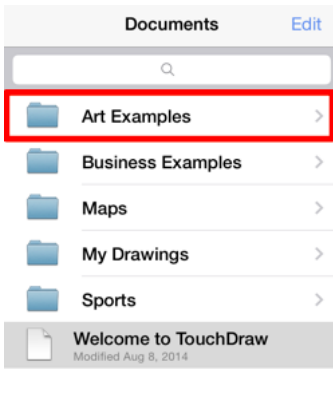 Documents
Edit
Art Examples
Business Examples
Maps
My Drawings
Sports
Welcome to TouchDraw
Modified Aug 8, 2014